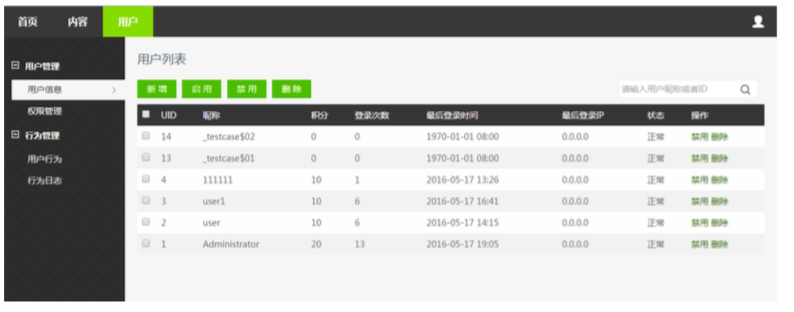 首页 内容 用户
用户管理
用户信息
权限管理
行为管理
用户行为
行为日志
用户列表
新 增 启 用 禁 用 删 除 请输入用户昵称或者ID
UID 昵称 积分 登录次数 最后登录时间 最后登录IP 状态 操作
14 _testcase$02 0 0 1970-01-01 08:00 0.0.0.0 正常 禁用 删除
13 _testcase$01 0 0 1970-01-01 08:00 0.0.0.0 正常 禁用 删除
4 111111 10 1 2016-05-17 13:26 0.0.0.0 正常 禁用 删除
3 user1 10 6 2016-05-17 16:41 0.0.0.0 正常 禁用 删除
2 user 10 6 2016-05-17 14:15 0.0.0.0 正常 禁用 删除
1 Administrator 20 13 2016-05-17 19:05 0.0.0.0 正常 禁用 删除